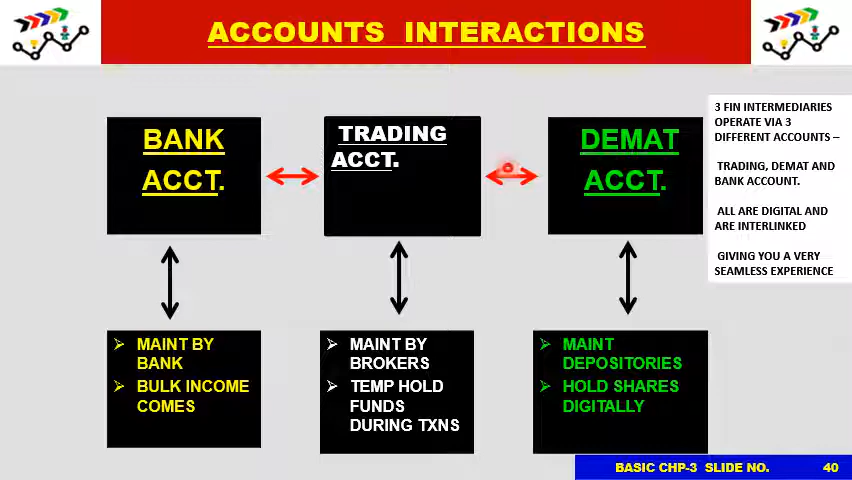 ACCOUNTS INTERACTIONS
BANK
ACCT.
TRADING
ACCT.
DEMAT
ACCT.
3 FIN INTERMEDIARIES
OPERATE VIA 3
DIFFERENT ACCOUNTS –
TRADING, DEMAT AND
BANK ACCOUNT.
ALL ARE DIGITAL AND
ARE INTERLINKED
GIVING YOU A VERY
SEAMLESS EXPERIENCE
MAINT BY
BANK
BULK INCOME
COMES
MAINT BY
BROKERS
TEMP HOLD
FUNDS
DURING TXNS
MAINT
DEPOSITORIES
HOLD SHARES
DIGITALLY
BASIC CHP-3 SLIDE NO. 40